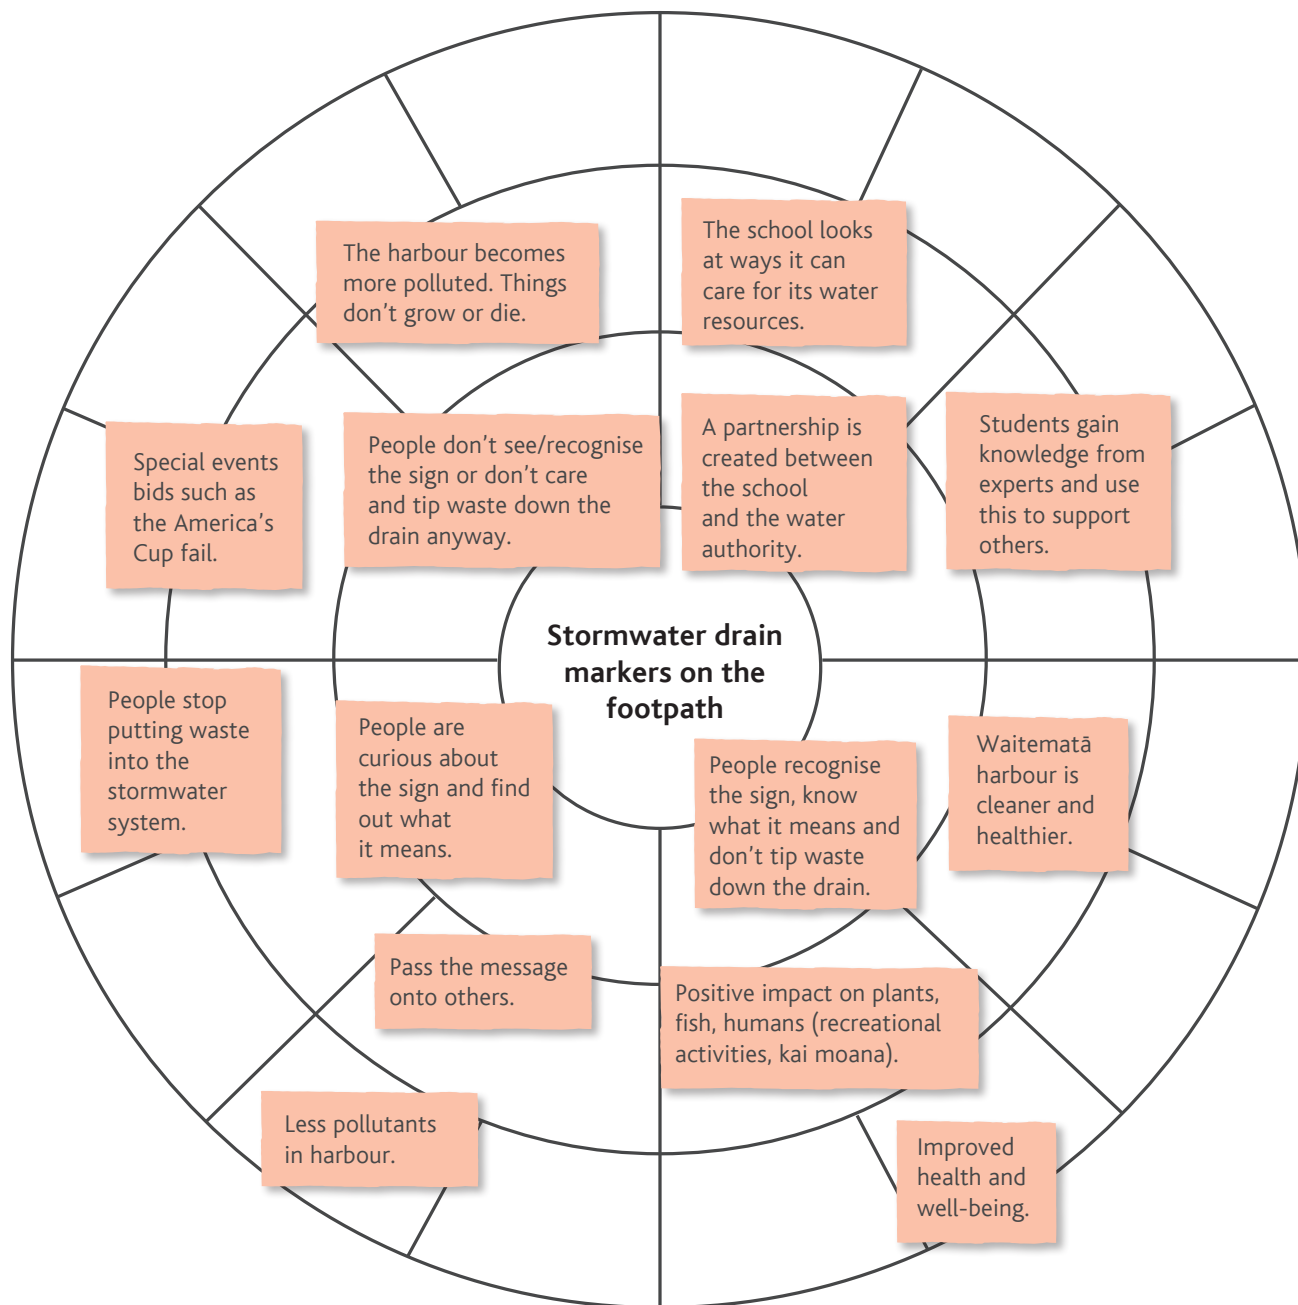 The harbour becomes
more polluted. Things
don’t grow or die.
The school looks
at ways it can
care for its water
resources.
Special events
bids such as
the America’s
Cup fail.
People don’t see/recognise
the sign or don’t care
and tip waste down the
drain anyway.
A partnership is
created between
the school
and the water
authority.
Students gain
knowledge from
experts and use
this to support
others.
Stormwater drain
markers on the
footpath
People stop
putting waste
into the
stormwater
system.
People are
curious about
the sign and find
out what
it means.
People recognise
the sign, know
what it means and
don’t tip waste
down the drain.
Waitematā
harbour is
cleaner and
healthier.
Pass the message
onto others.
Positive impact on plants,
fish, humans (recreational
activities, kai moana).
Less pollutants
in harbour.
Improved
health and
well-being.